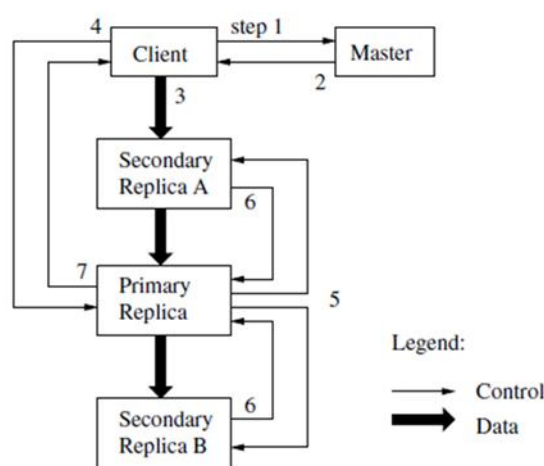 4
step 1
Client
Master
2
3
Secondary
Replica A
6
7
Primary
Replica
5
Legend:
Control
6
Secondary
Replica B
Data